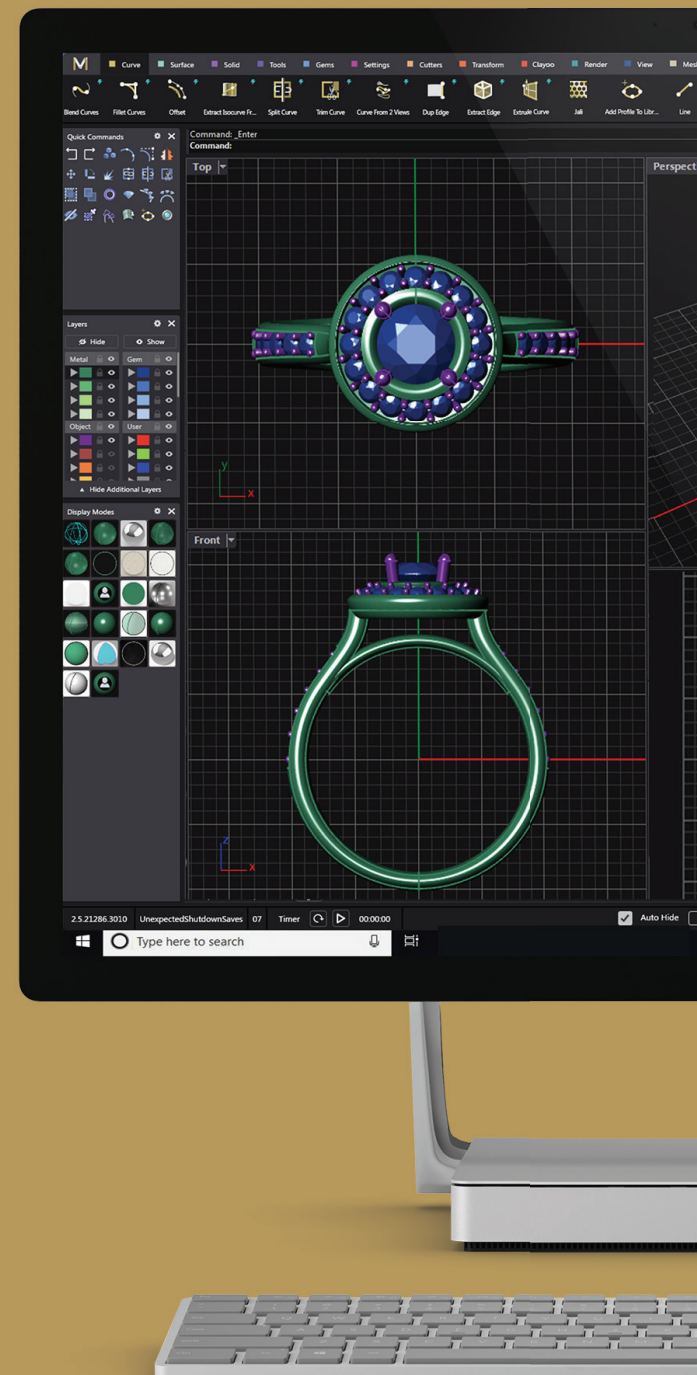 M
Curve Surface Solid Tools Gems Settings Cutters Transform Clayoo Render View Mesh
Blend Curves Fillet Curves Offset Extract Isocurve Fr... Split Curve Trim Curve Curve From 2 Views Dup Edge Extract Edge Extrude Curve Jali Add Profile To Libr... Line
Quick Commands
Command: _Enter
Command:
Top
Perspect
y
x
Layers
Hide Show
Metal Gem
Object User
Hide Additional Layers
Display Modes
Front
z
x
2.5.21286.3010 UnexpectedShutdownSaves 07 Timer 00:00:00 Auto Hide
Type here to search